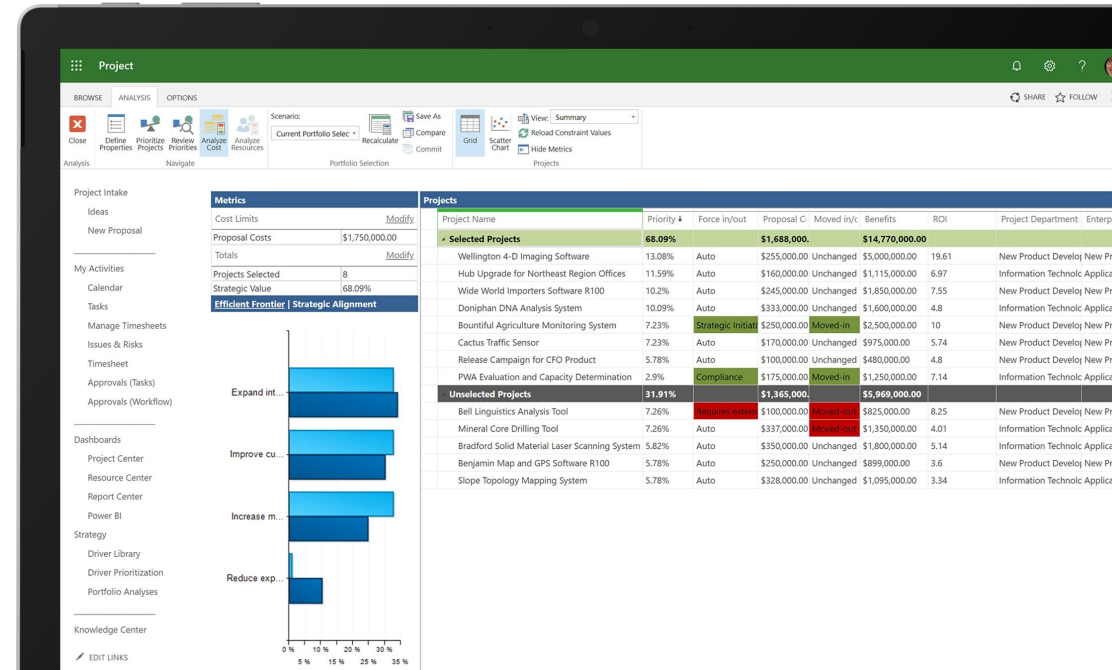 Project
?
BROWSE ANALYSIS OPTIONS
SHARE FOLLOW
Close
Define Properties
Prioritize Projects
Review Priorities
Analyze Cost
Analyze Resources
Scenario:
Current Portfolio Selec
Recalculate
Save As
Compare
Commit
Grid
Scatter Chart
View: Summary
Reload Constraint Values
Hide Metrics
Analysis Navigate Portfolio Selection Projects
Project Intake
Ideas
New Proposal
My Activities
Calendar
Tasks
Manage Timesheets
Issues & Risks
Timesheet
Approvals (Tasks)
Approvals (Workflow)
Dashboards
Project Center
Resource Center
Report Center
Power BI
Strategy
Driver Library
Driver Prioritization
Portfolio Analyses
Knowledge Center
EDIT LINKS
Metrics
Cost Limits Modify
Proposal Costs $1,750,000.00
Totals Modify
Projects Selected 8
Strategic Value 68.09%
Efficient Frontier | Strategic Alignment
Expand int...
Improve cu...
Increase m...
Reduce exp...
0 % 10 % 20 % 30 %
5 % 15 % 25 % 35 %
Projects
Project Name Priority Force in/out Proposal C Moved in/ Benefits ROI Project Department Enterp
Selected Projects 68.09% $1,688,000. $14,770,000.00
Wellington 4-D Imaging Software 13.08% Auto $255,000.00 Unchanged $5,000,000.00 19.61 New Product Develo New Pr
Hub Upgrade for Northeast Region Offices 11.59% Auto $160,000.00 Unchanged $1,115,000.00 6.97 Information Technolo Applica
Wide World Importers Software R100 10.2% Auto $245,000.00 Unchanged $1,850,000.00 7.55 New Product Develo New Pr
Doniphan DNA Analysis System 10.09% Auto $333,000.00 Unchanged $1,600,000.00 4.8 Information Technolo Applica
Bountiful Agriculture Monitoring System 7.23% Strategic Initiati $250,000.00 Moved-in $2,500,000.00 10 New Product Develo New Pr
Cactus Traffic Sensor 7.23% Auto $170,000.00 Unchanged $975,000.00 5.74 New Product Develo New Pr
Release Campaign for CFO Product 5.78% Auto $100,000.00 Unchanged $480,000.00 4.8 Information Technolo Applica
PWA Evaluation and Capacity Determination 2.9% Compliance $175,000.00 Moved-in $1,250,000.00 7.14 Information Technolo Applica
Unselected Projects 31.91% $1,365,000. $5,969,000.00
Bell Linguistics Analysis Tool 7.26% Requires extern $100,000.00 Moved-out $825,000.00 8.25 New Product Develo New Pr
Mineral Core Drilling Tool 7.26% Auto $337,000.00 Moved-out $1,350,000.00 4.01 Information Technolo Applica
Bradford Solid Material Laser Scanning System 5.82% Auto $350,000.00 Unchanged $1,800,000.00 5.14 Information Technolo Applica
Benjamin Map and GPS Software R100 5.78% Auto $250,000.00 Unchanged $899,000.00 3.6 New Product Develo New Pr
Slope Topology Mapping System 5.78% Auto $328,000.00 Unchanged $1,095,000.00 3.34 Information Technolo Applica